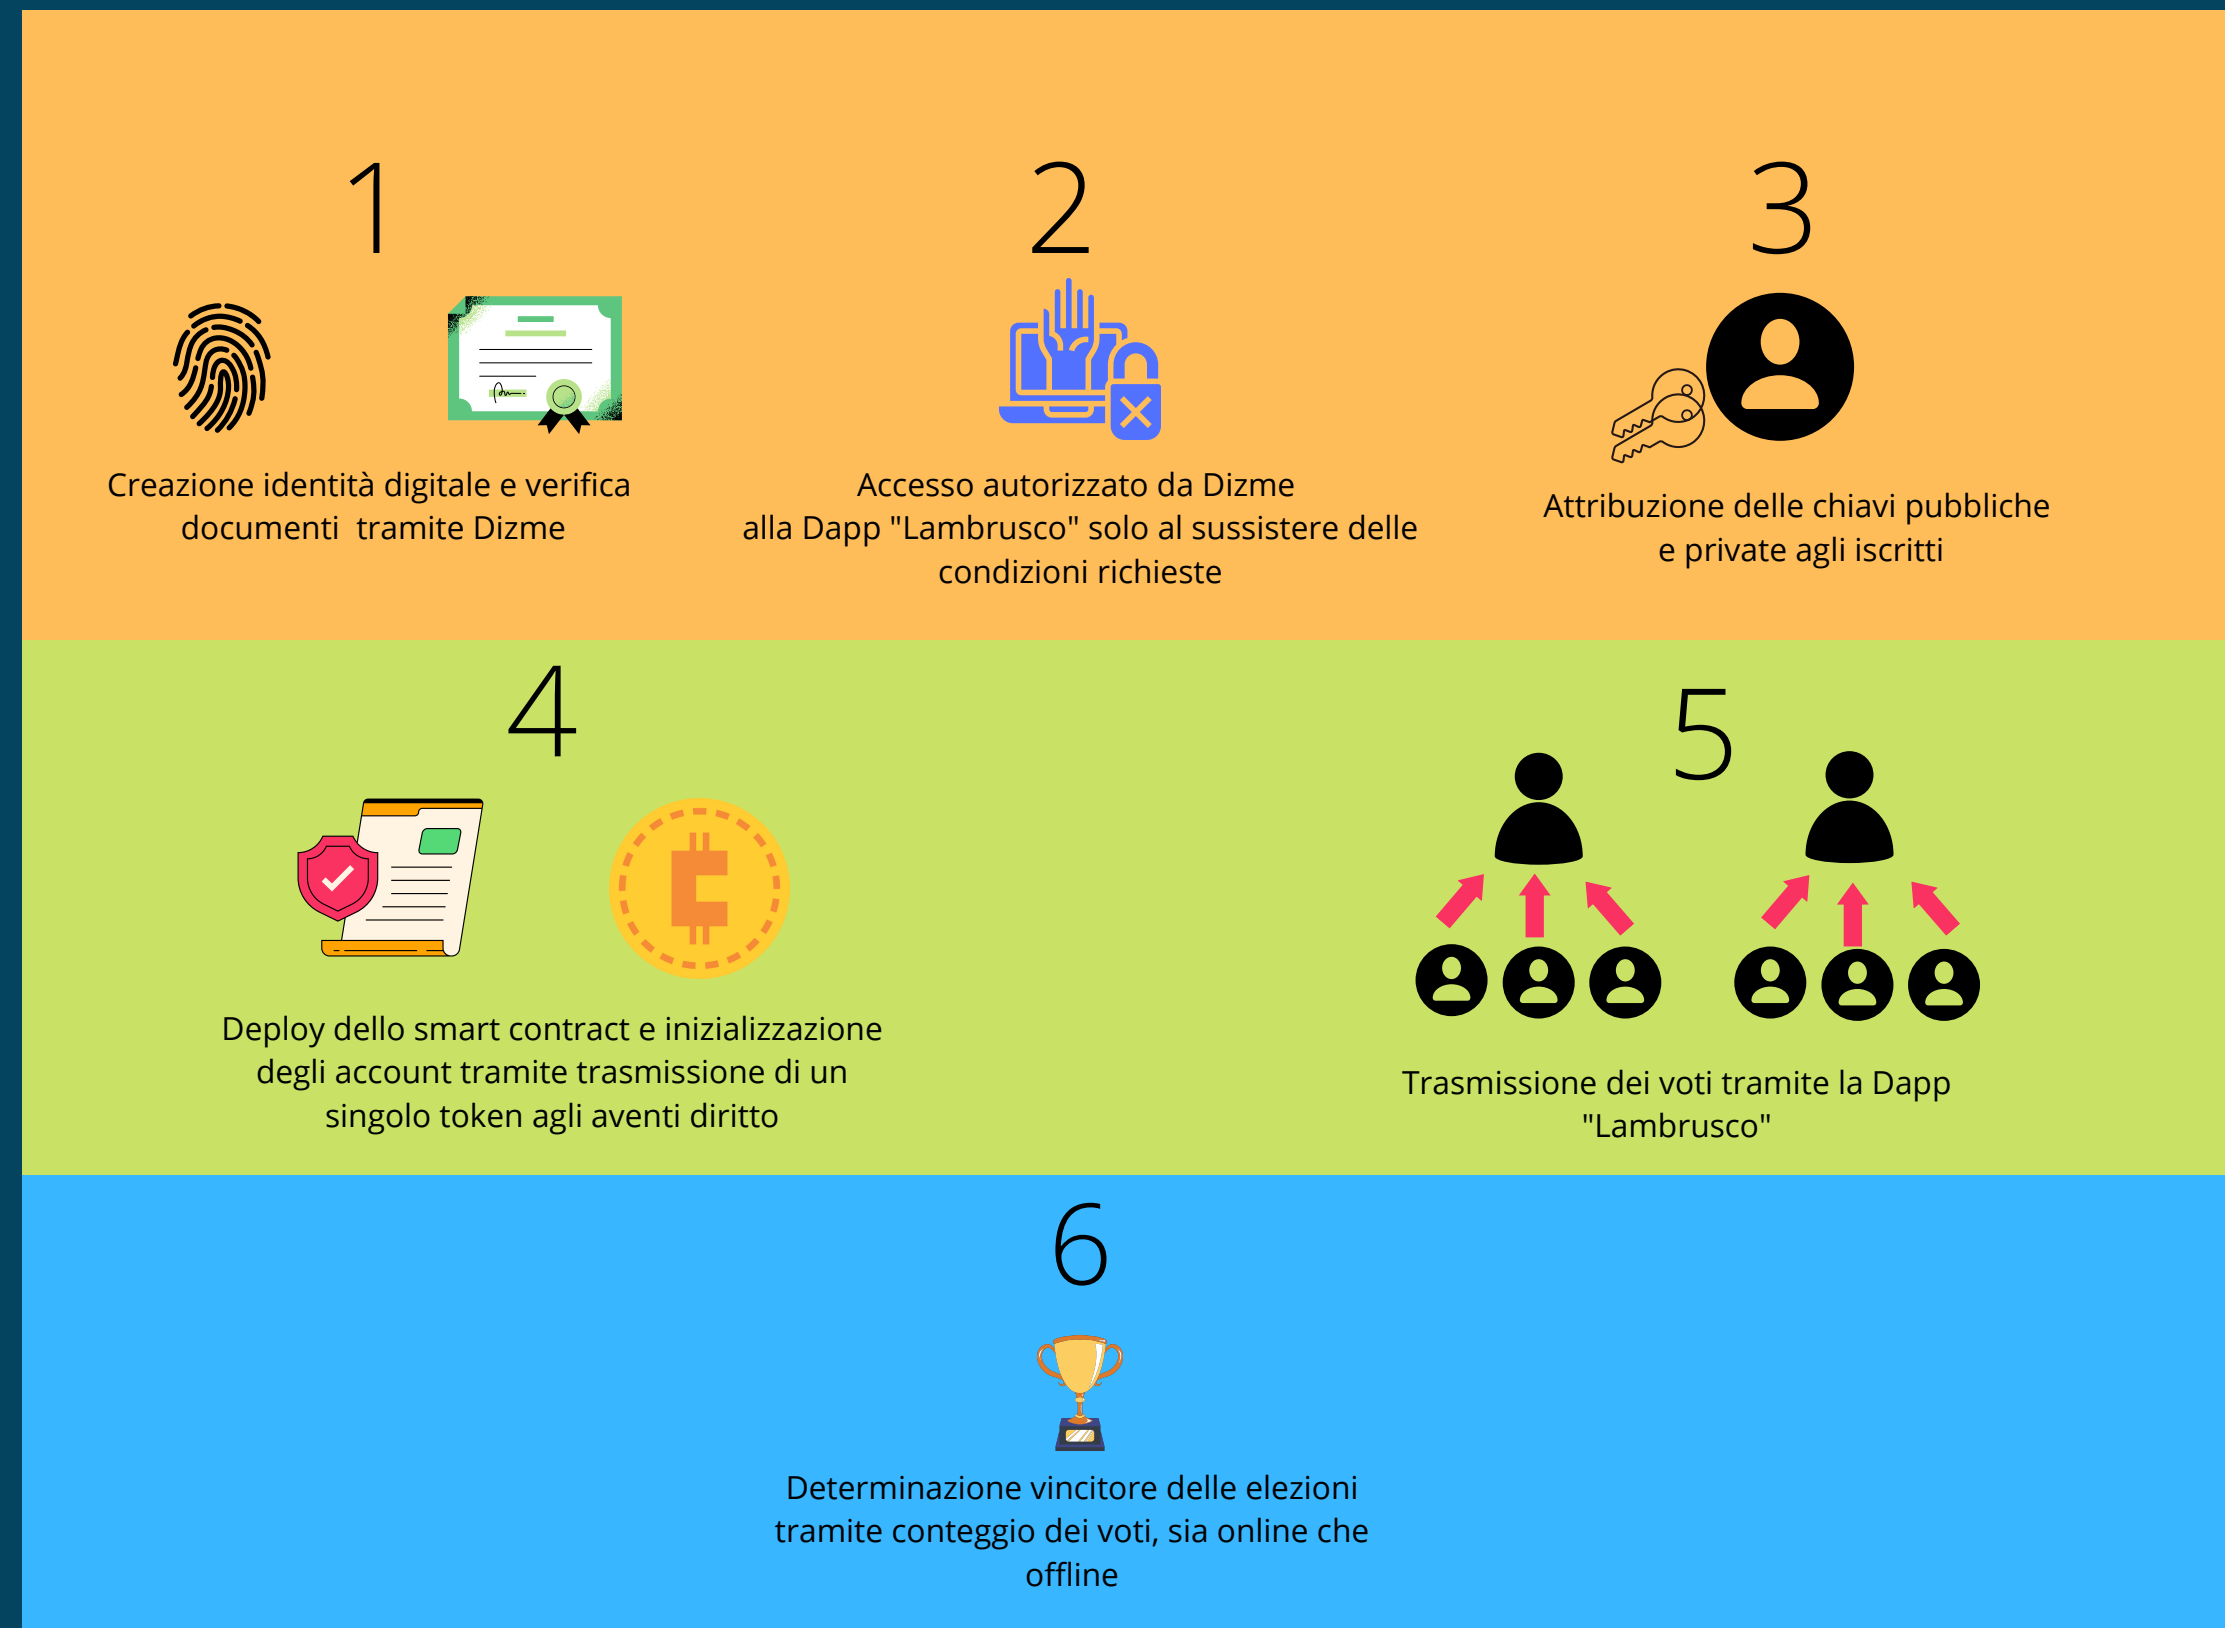 1
Creazione identità digitale e verifica
documenti  tramite Dizme
2
Accesso autorizzato da Dizme
alla Dapp "Lambrusco" solo al sussistere delle
condizioni richieste
3
Attribuzione delle chiavi pubbliche
e private agli iscritti
4
Deploy dello smart contract e inizializzazione
degli account tramite trasmissione di un
singolo token agli aventi diritto
5
Trasmissione dei voti tramite la Dapp
"Lambrusco"
6
Determinazione vincitore delle elezioni
tramite conteggio dei voti, sia online che
offline